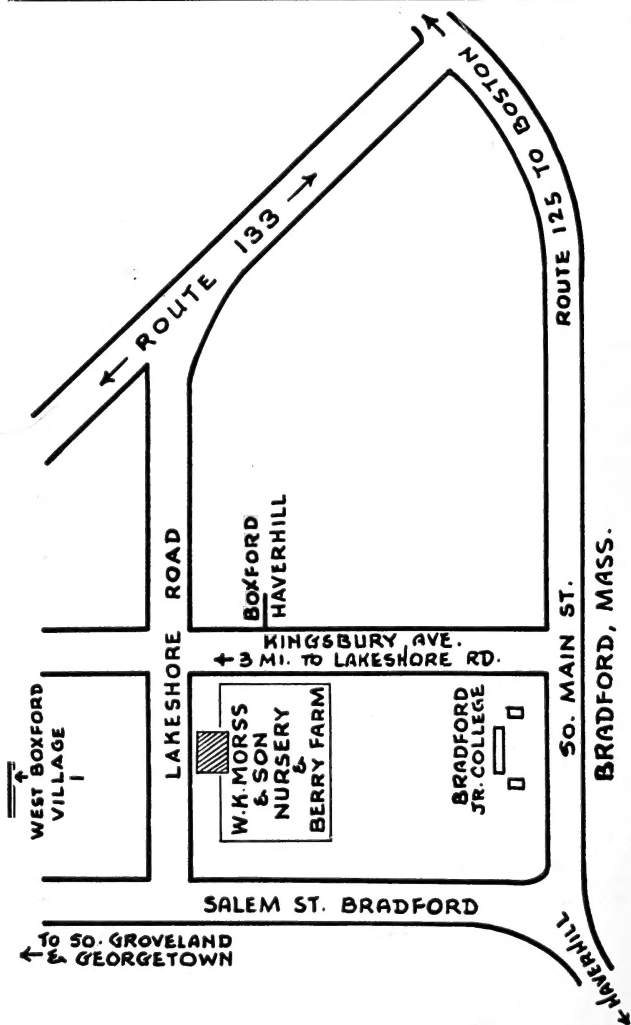 ROUTE 125 TO BOSTON
ROUTE 133
LAKESHORE ROAD
BOXFORD
HAVERHILL
KINGSBURY AVE.
3 MI. TO LAKESHORE RD.
WEST BOXFORD
VILLAGE
W.K. MORSS
& SON
NURSERY
&
BERRY FARM
BRADFORD
JR. COLLEGE
SO. MAIN ST.
BRADFORD, MASS.
SALEM ST. BRADFORD
TO SO. GROVELAND
& GEORGETOWN
HAVERHILL